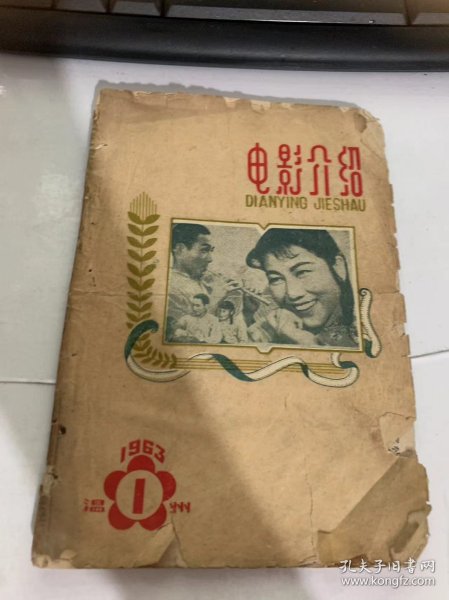 电影介绍
DIANYING JIESHAU
1963
温 1 州
孔夫子旧书网
www.kongfz.com